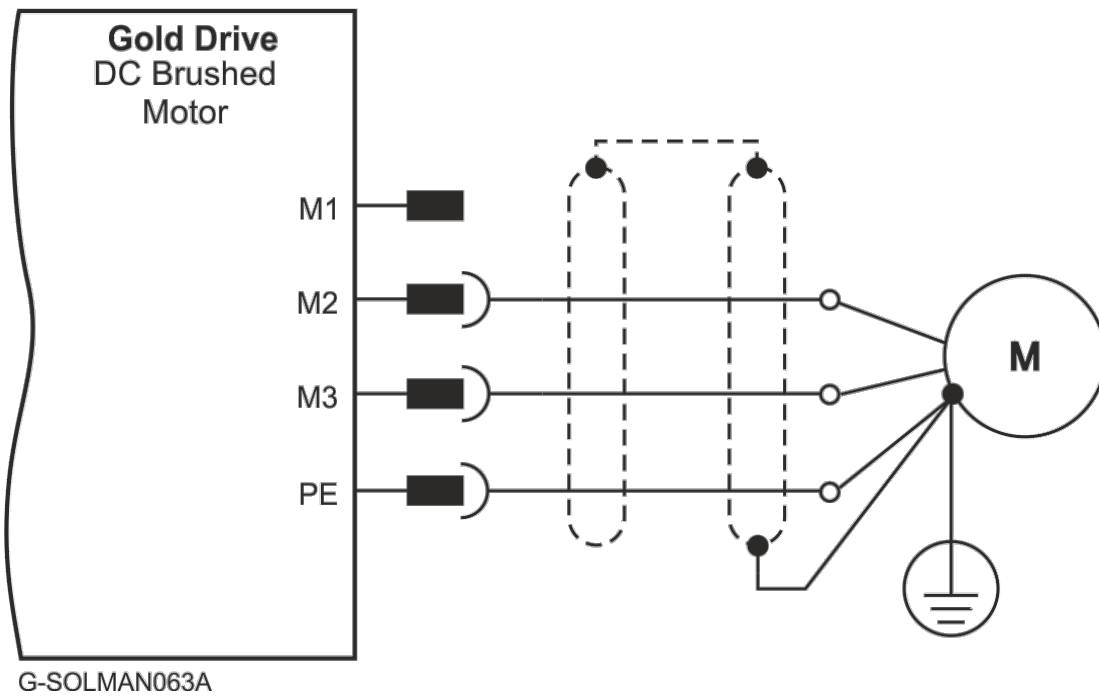 Gold Drive
DC Brushed
Motor
M1
M2
M3
PE
M
G-SOLMAN063A